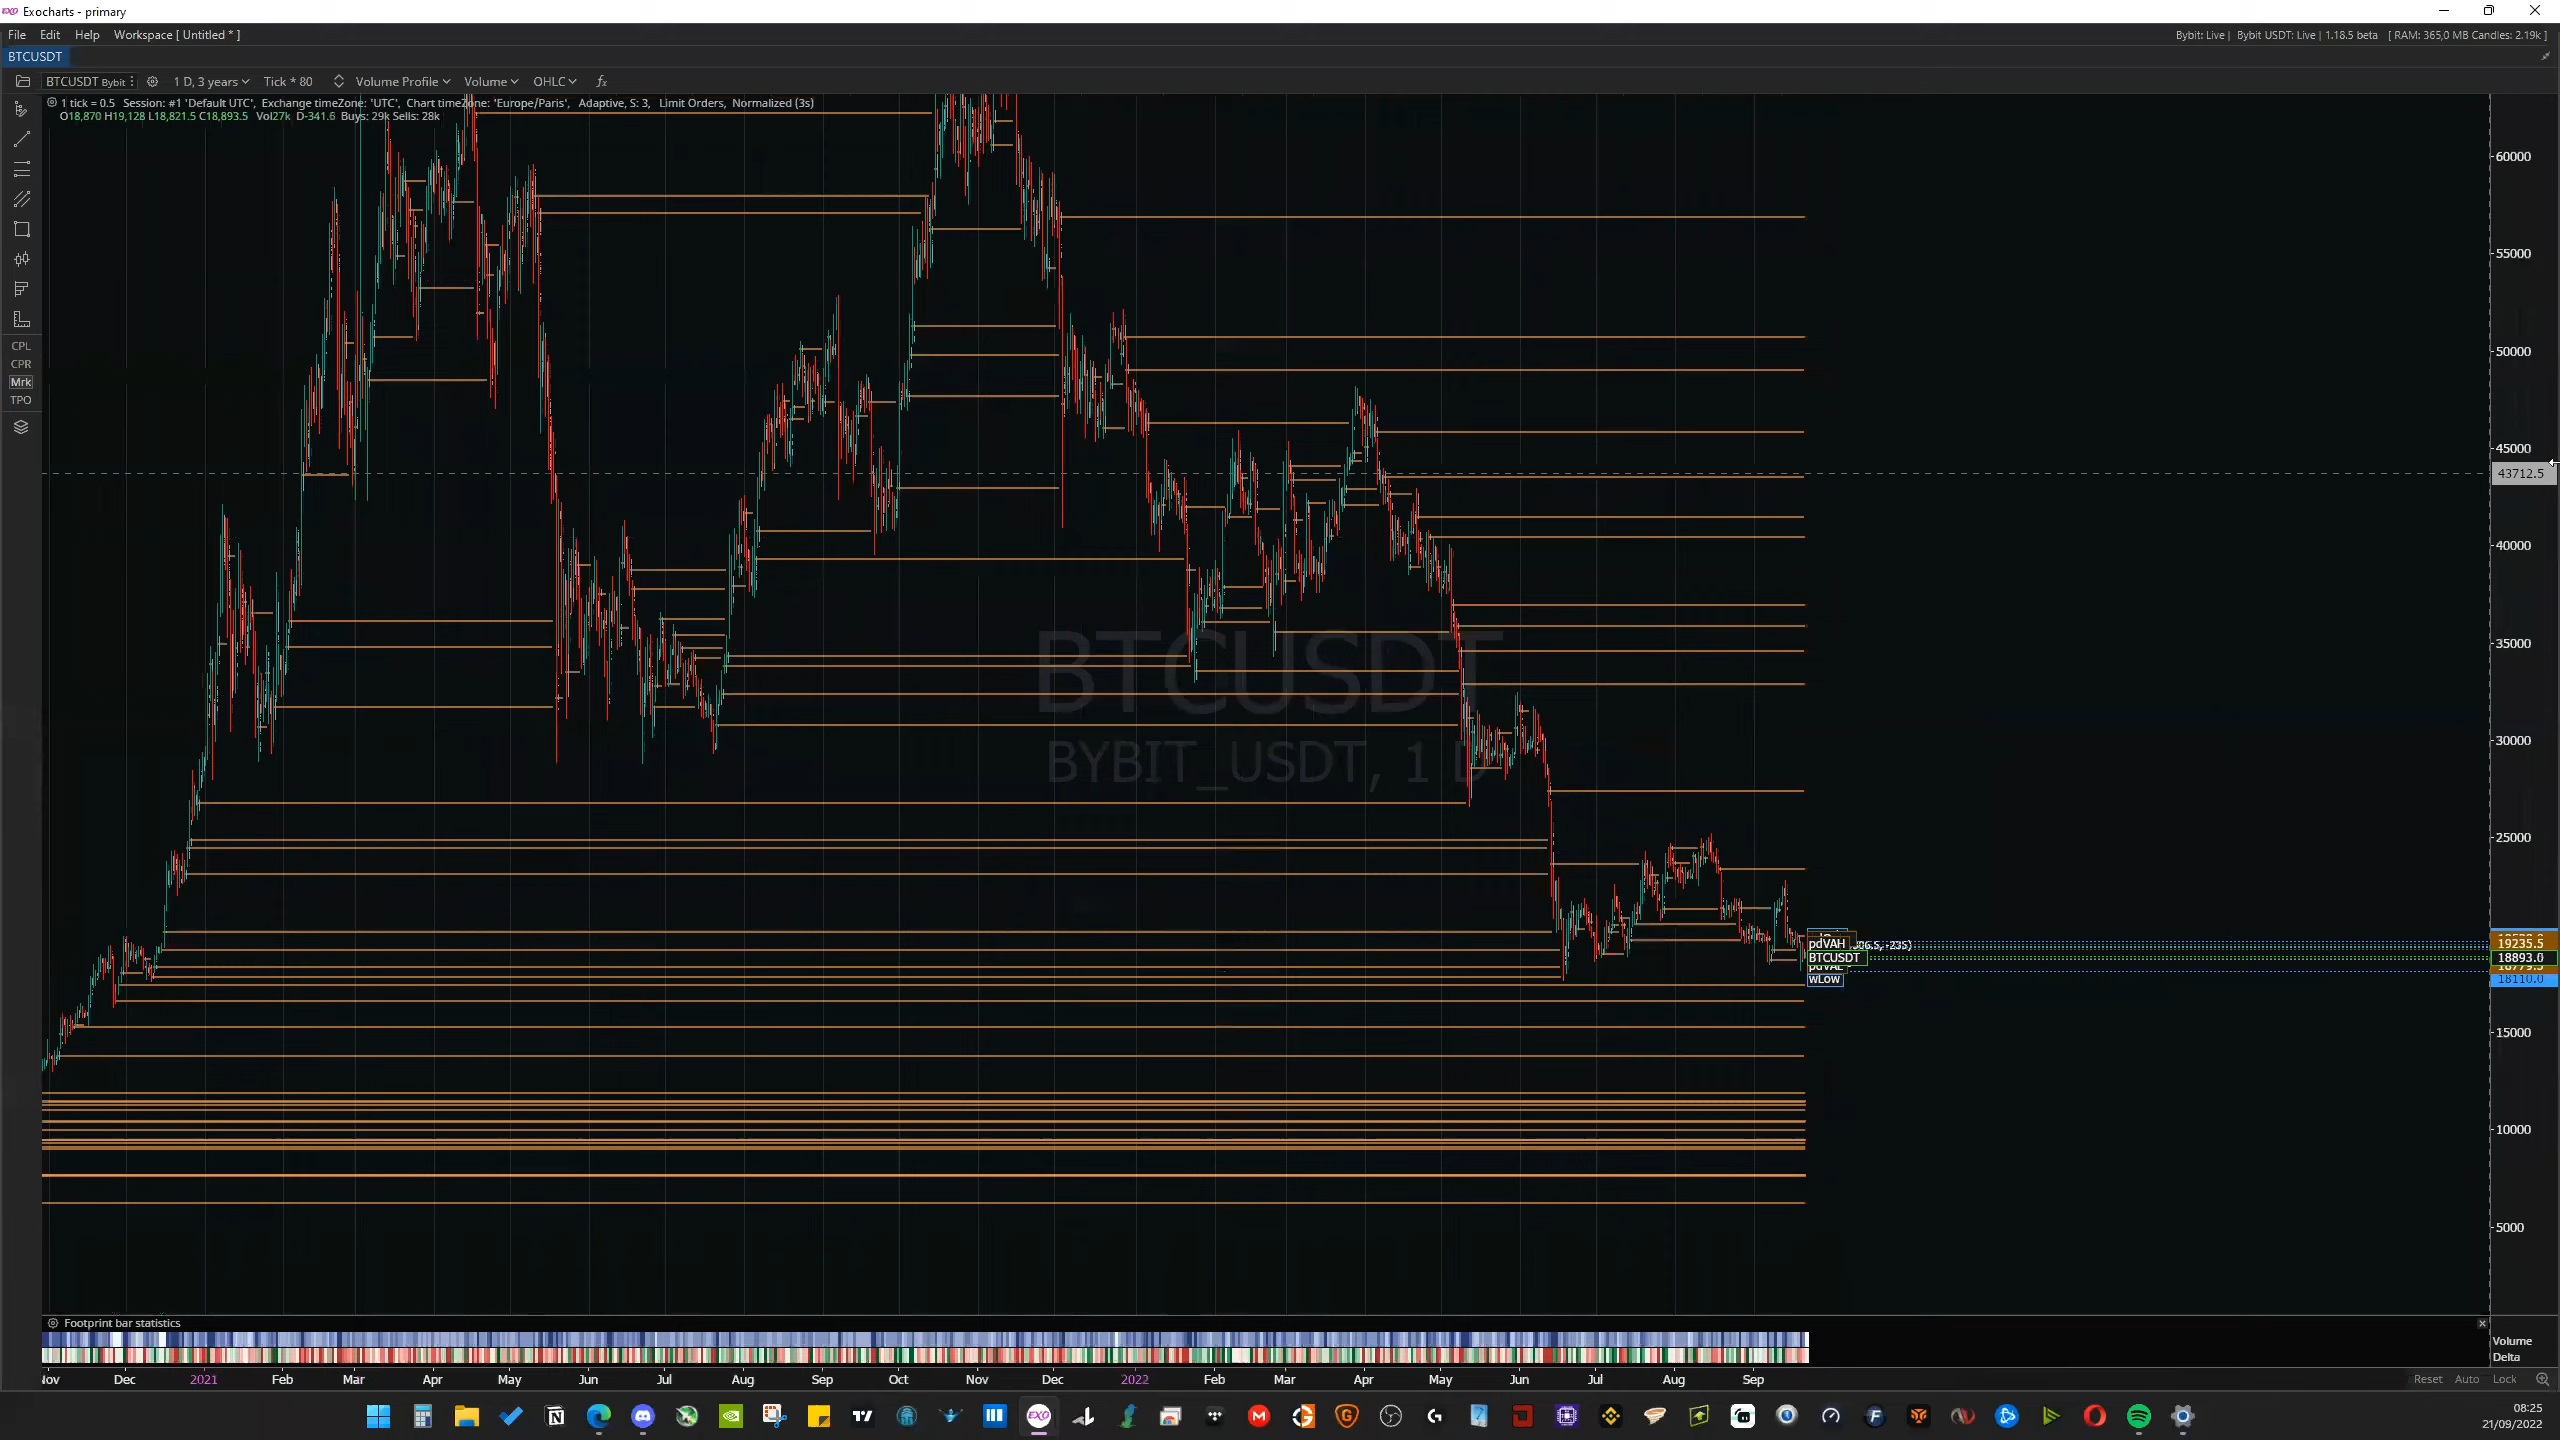 Exocharts - primary
File Edit Help Workspace [ Untitled * ]
Bybit: Live | Bybit USDT: Live | 1.18.5 beta [ RAM: 365,0 MB Candles: 2.19k ]
BTCUSDT
BTCUSDT Bybit 1 D, 3 years Tick * 80 Volume Profile Volume OHLC fx
1 tick = 0.5 Session: #1 'Default UTC', Exchange timeZone: 'UTC', Chart timeZone: 'Europe/Paris', Adaptive, S: 3, Limit Orders, Normalized (3s)
O18,870 H19,128 L18,821.5 C18,893.5 Vol27k D-341.6 Buys: 29k Sells: 28k
CPL
CPR
Mrk
TPO
60000
55000
50000
45000
43712.5
40000
35000
30000
25000
BTCUSDT
BYBIT_USDT, 1 D
pdVAH
19235.5
BTCUSDT
18893.0
pdVAL
18779.5
wLow
18110.0
15000
10000
5000
Footprint bar statistics
Volume
Delta
Nov Dec 2021 Feb Mar Apr May Jun Jul Aug Sep Oct Nov Dec 2022 Feb Mar Apr May Jun Jul Aug Sep
Reset Auto Lock
EXO
08:25
21/09/2022